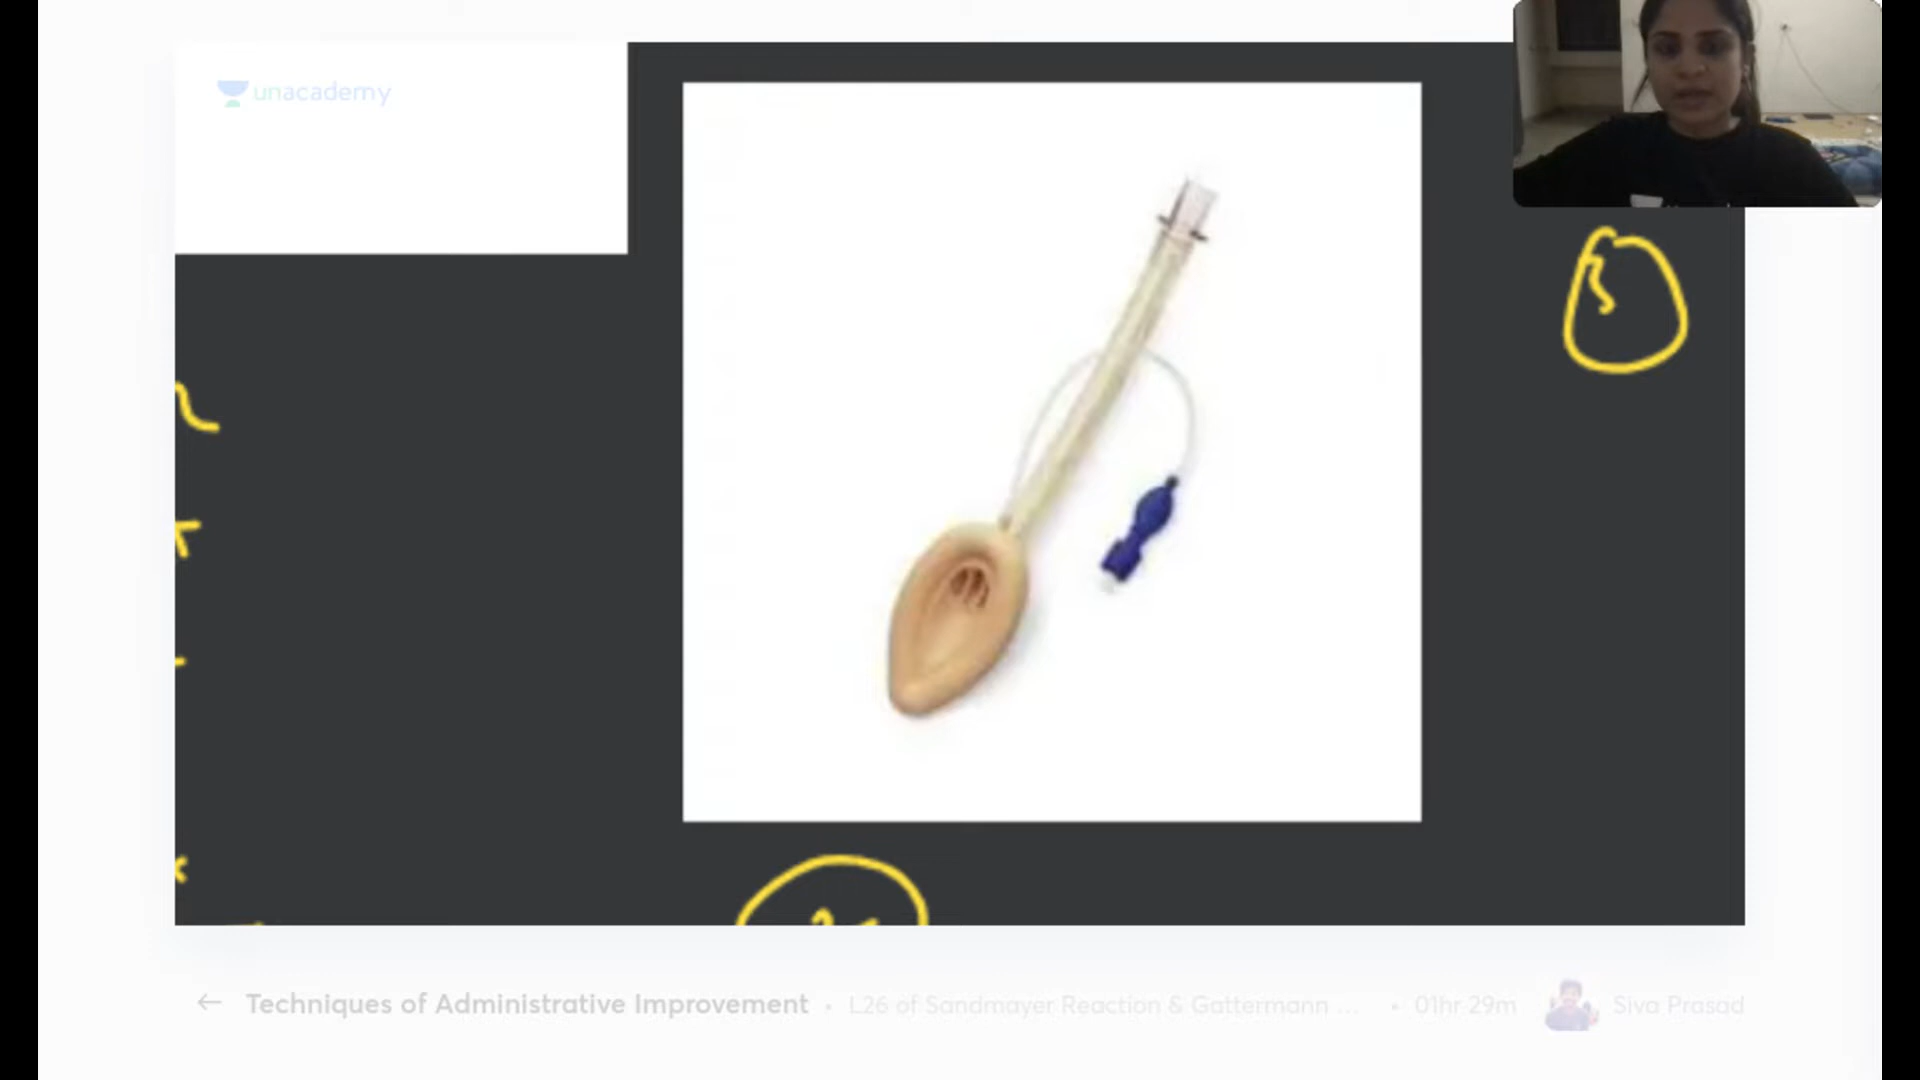 unacademy
Techniques of Administrative Improvement • L26 of Sandmayer Reaction & Gattermann ... • 01hr 29m Siva Prasad